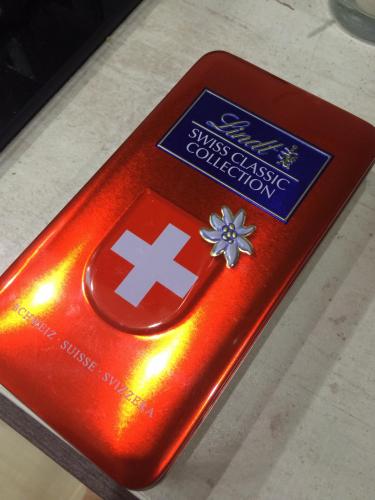 Lindt
SWISS CLASSIC
COLLECTION
SCHWEIZ · SUISSE · SVIZZERA